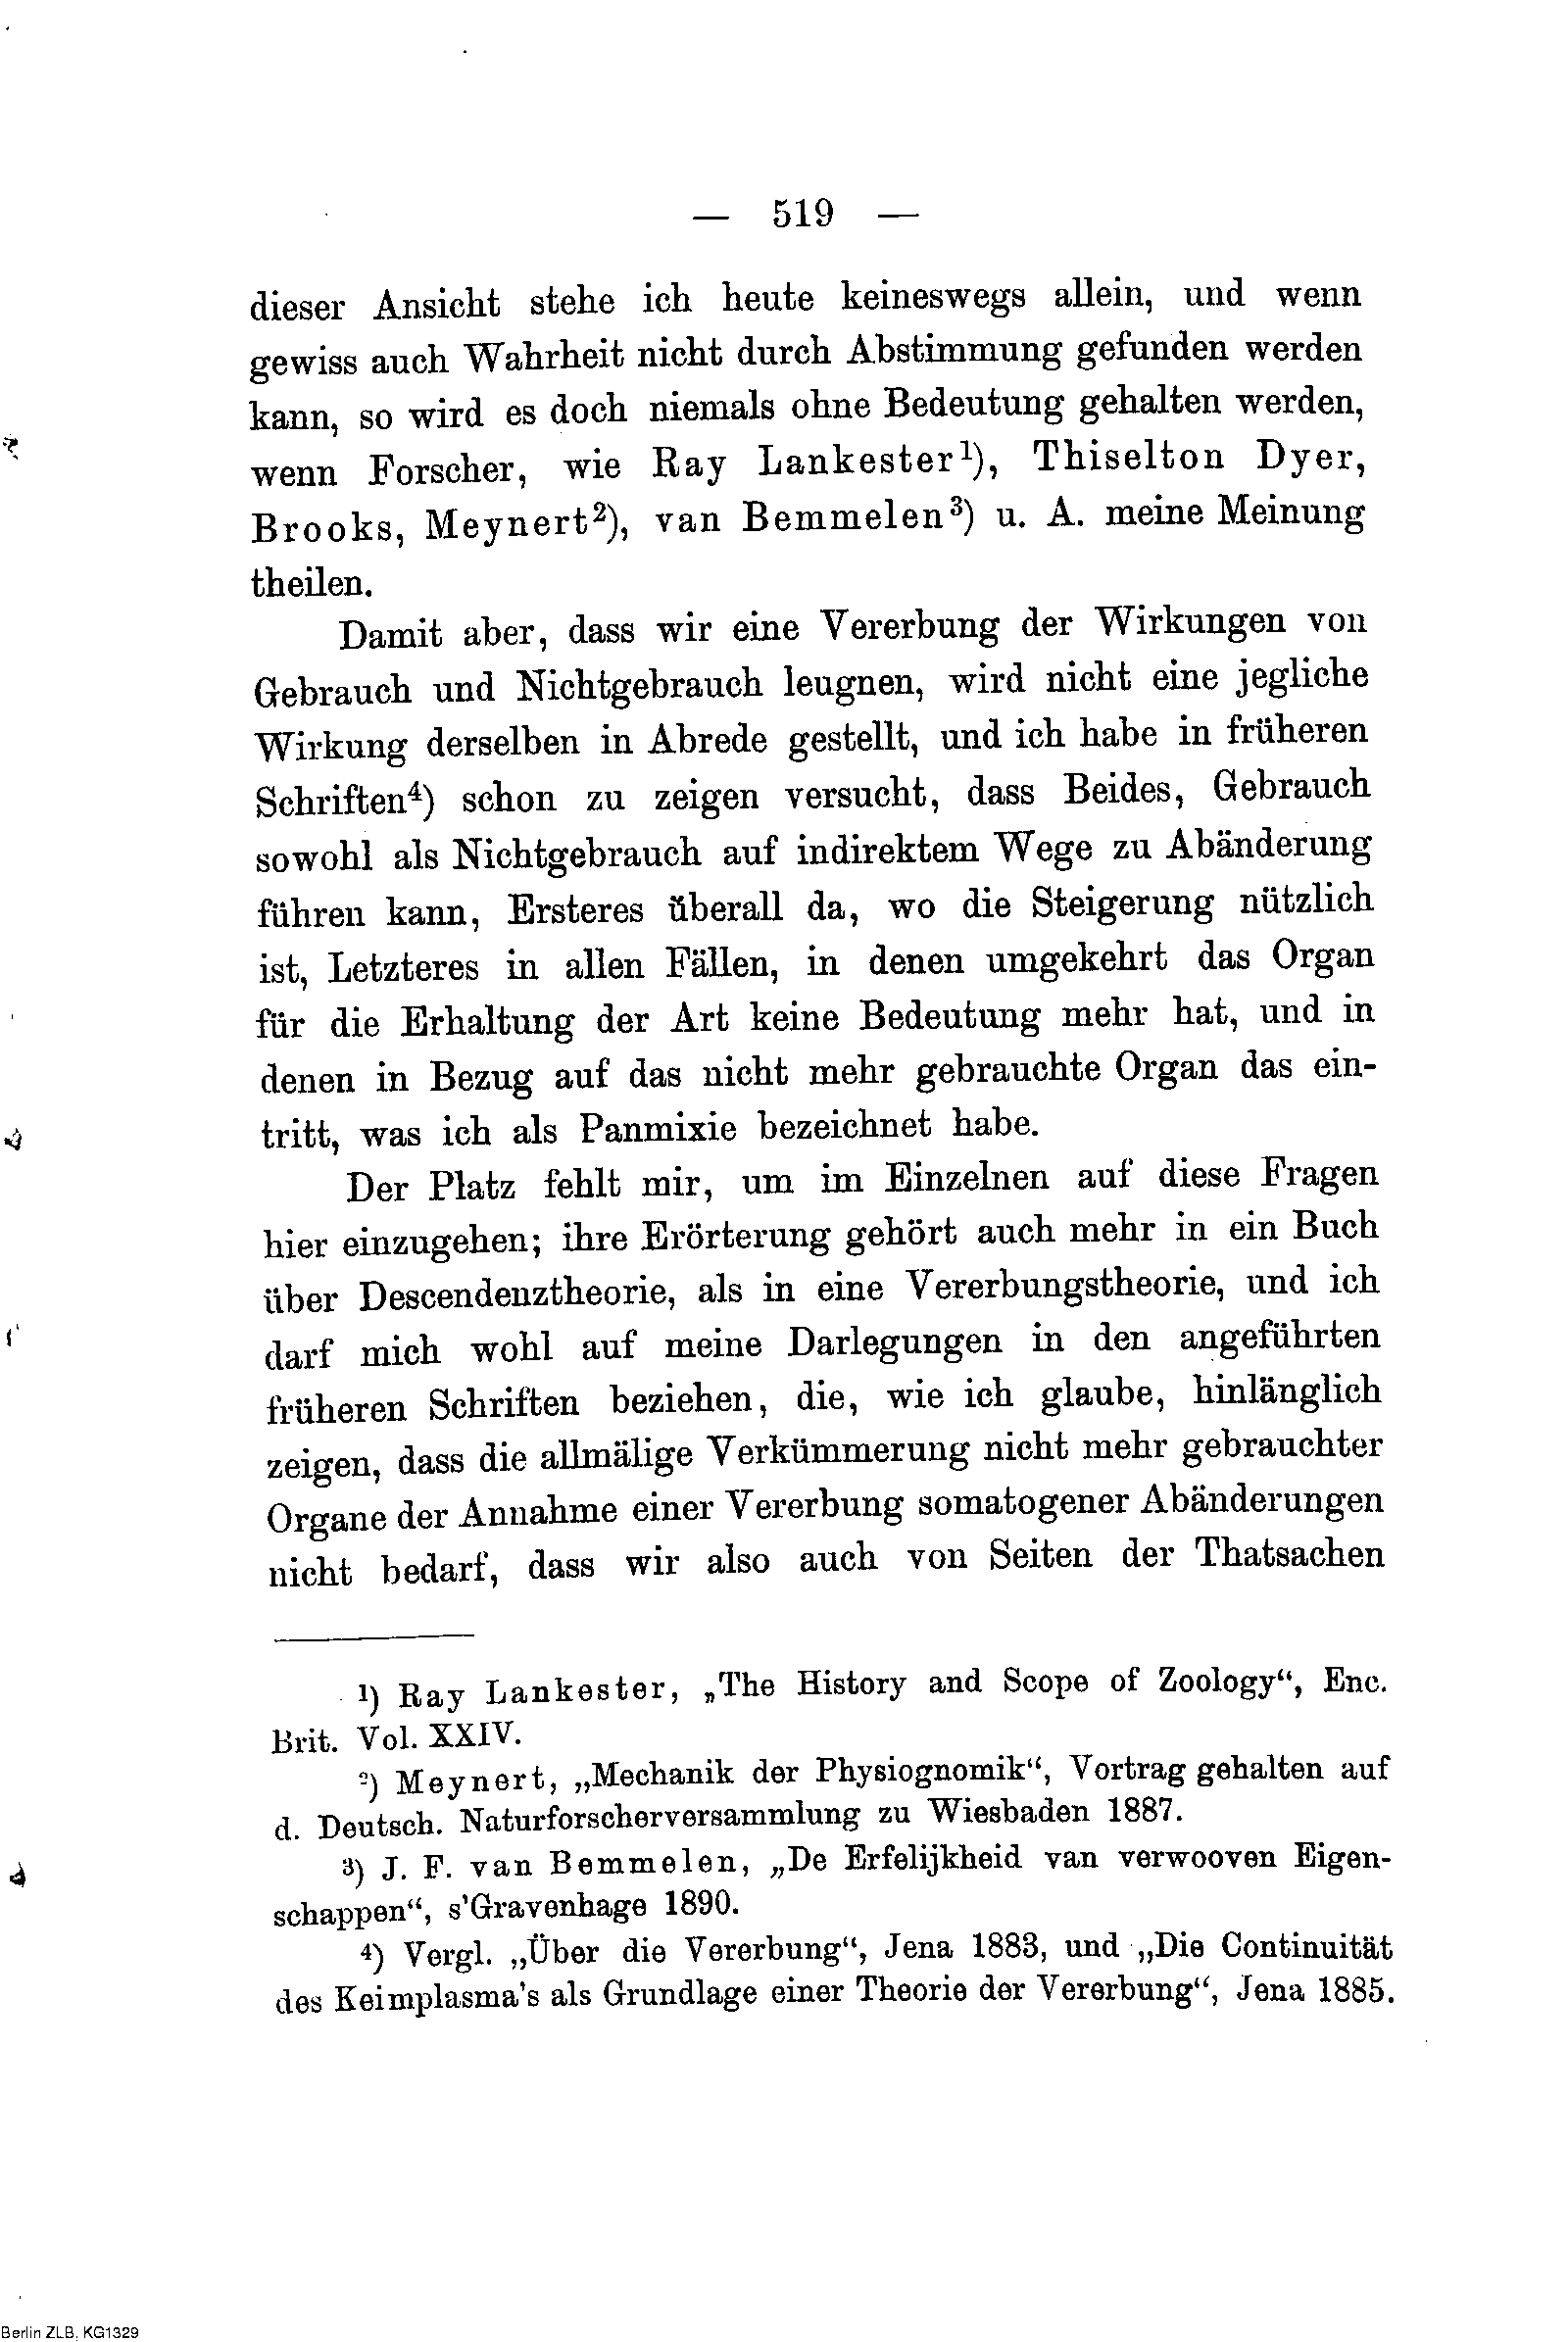 — 519 —
dieser Ansicht stehe ich heute keineswegs allein, und wenn
gewiss auch Wahrheit nicht durch Abstimmung gefunden werden
kann, so wird es doch niemals ohne Bedeutung gehalten werden,
wenn Forscher, wie Ray Lankester¹), Thiselton Dyer,
Brooks, Meynert²), van Bemmelen³) u. A. meine Meinung
theilen.
Damit aber, dass wir eine Vererbung der Wirkungen von
Gebrauch und Nichtgebrauch leugnen, wird nicht eine jegliche
Wirkung derselben in Abrede gestellt, und ich habe in früheren
Schriften⁴) schon zu zeigen versucht, dass Beides, Gebrauch
sowohl als Nichtgebrauch auf indirektem Wege zu Abänderung
führen kann, Ersteres überall da, wo die Steigerung nützlich
ist, Letzteres in allen Fällen, in denen umgekehrt das Organ
für die Erhaltung der Art keine Bedeutung mehr hat, und in
denen in Bezug auf das nicht mehr gebrauchte Organ das ein-
tritt, was ich als Panmixie bezeichnet habe.
Der Platz fehlt mir, um im Einzelnen auf diese Fragen
hier einzugehen; ihre Erörterung gehört auch mehr in ein Buch
über Descendenztheorie, als in eine Vererbungstheorie, und ich
darf mich wohl auf meine Darlegungen in den angeführten
früheren Schriften beziehen, die, wie ich glaube, hinlänglich
zeigen, dass die allmälige Verkümmerung nicht mehr gebrauchter
Organe der Annahme einer Vererbung somatogener Abänderungen
nicht bedarf, dass wir also auch von Seiten der Thatsachen
¹) Ray Lankester, „The History and Scope of Zoology“, Enc.
Brit. Vol. XXIV.
²) Meynert, „Mechanik der Physiognomik“, Vortrag gehalten auf
d. Deutsch. Naturforscherversammlung zu Wiesbaden 1887.
³) J. F. van Bemmelen, „De Erfelijkheid van verwooven Eigen-
schappen“, s'Gravenhage 1890.
⁴) Vergl. „Über die Vererbung“, Jena 1883, und „Die Continuität
des Keimplasma's als Grundlage einer Theorie der Vererbung“, Jena 1885.
Berlin ZLB, KG1329